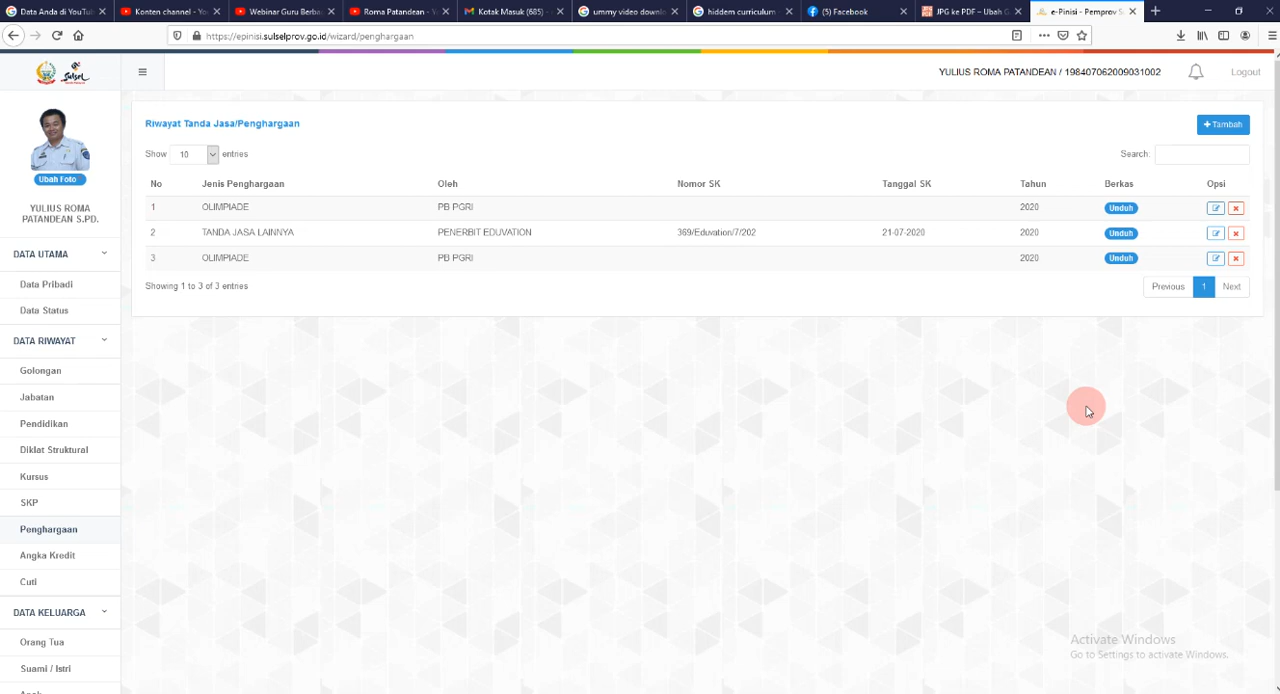 Data Anda di YouTub
Konten channel - Yo
Webinar Guru Berba
Roma Patandean - 
Kotak Masuk (685) -
ummy video downlo
hiddem curriculum -
(5) Facebook
JPG ke PDF – Ubah G
e-Pinisi - Pemprov S
https://epinisi.sulselprov.go.id/wizard/penghargaan
Sulsel
YULIUS ROMA PATANDEAN / 198407062009031002
Logout
Ubah Foto
YULIUS ROMA
PATANDEAN S.PD.
DATA UTAMA
Data Pribadi
Data Status
DATA RIWAYAT
Golongan
Jabatan
Pendidikan
Diklat Struktural
Kursus
SKP
Penghargaan
Angka Kredit
Cuti
DATA KELUARGA
Orang Tua
Suami / Istri
Riwayat Tanda Jasa/Penghargaan
+ Tambah
Show 10 entries
Search:
No Jenis Penghargaan Oleh Nomor SK Tanggal SK Tahun Berkas Opsi
1 OLIMPIADE PB PGRI 2020 Unduh
2 TANDA JASA LAINNYA PENERBIT EDUVATION 369/Eduvation/7/202 21-07-2020 2020 Unduh
3 OLIMPIADE PB PGRI 2020 Unduh
Showing 1 to 3 of 3 entries
Previous 1 Next
Activate Windows
Go to Settings to activate Windows.